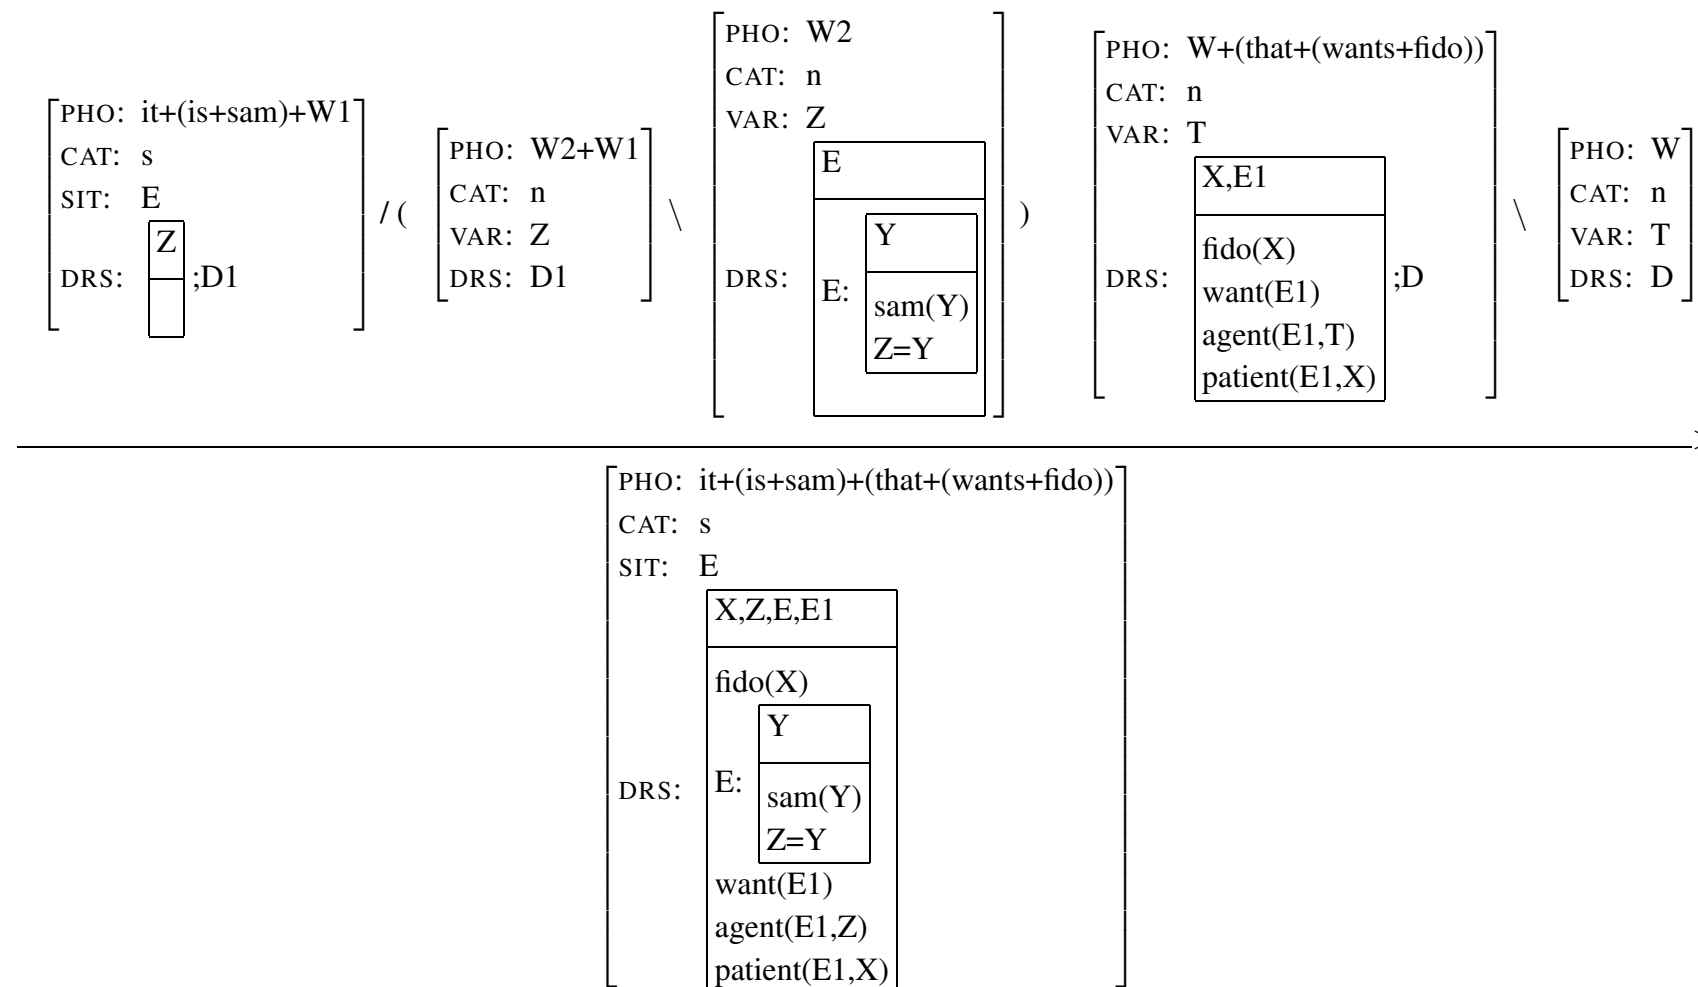 [PHO: it+(is+sam)+W1
CAT: s
SIT: E
DRS: Z ;D1] / (
[PHO: W2+W1
CAT: n
VAR: Z
DRS: D1] \
[PHO: W2
CAT: n
VAR: Z
DRS: E
E: Y
sam(Y)
Z=Y] )
[PHO: W+(that+(wants+fido))
CAT: n
VAR: T
DRS: X,E1
fido(X)
want(E1)
agent(E1,T)
patient(E1,X) ;D] \
[PHO: W
CAT: n
VAR: T
DRS: D]
>
[PHO: it+(is+sam)+(that+(wants+fido))
CAT: s
SIT: E
DRS: X,Z,E,E1
fido(X)
E: Y
sam(Y)
Z=Y
want(E1)
agent(E1,Z)
patient(E1,X)]